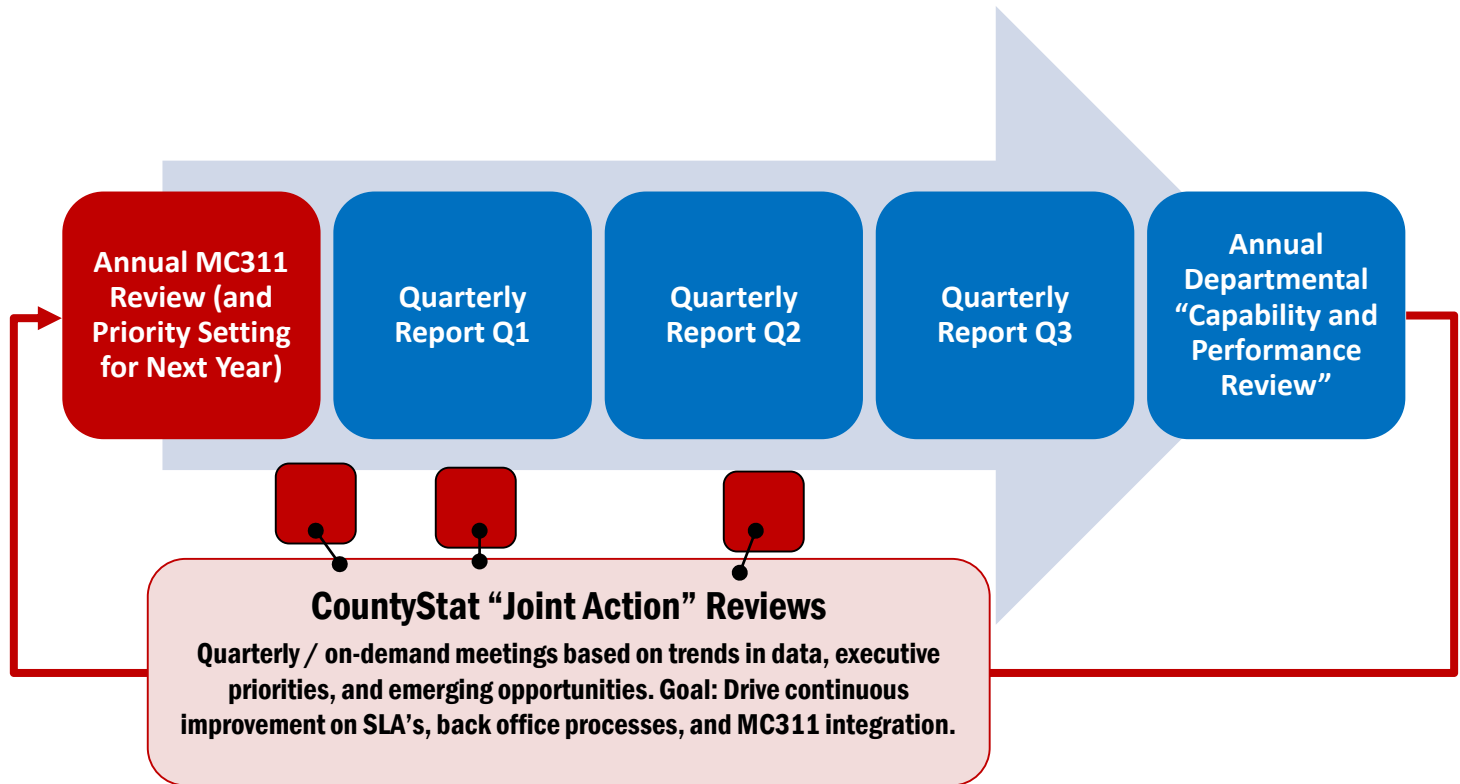 Annual MC311
Review (and
Priority Setting
for Next Year)
Quarterly
Report Q1
Quarterly
Report Q2
Quarterly
Report Q3
Annual
Departmental
“Capability and
Performance
Review”
CountyStat “Joint Action” Reviews
Quarterly / on-demand meetings based on trends in data, executive
priorities, and emerging opportunities. Goal: Drive continuous
improvement on SLA’s, back office processes, and MC311 integration.